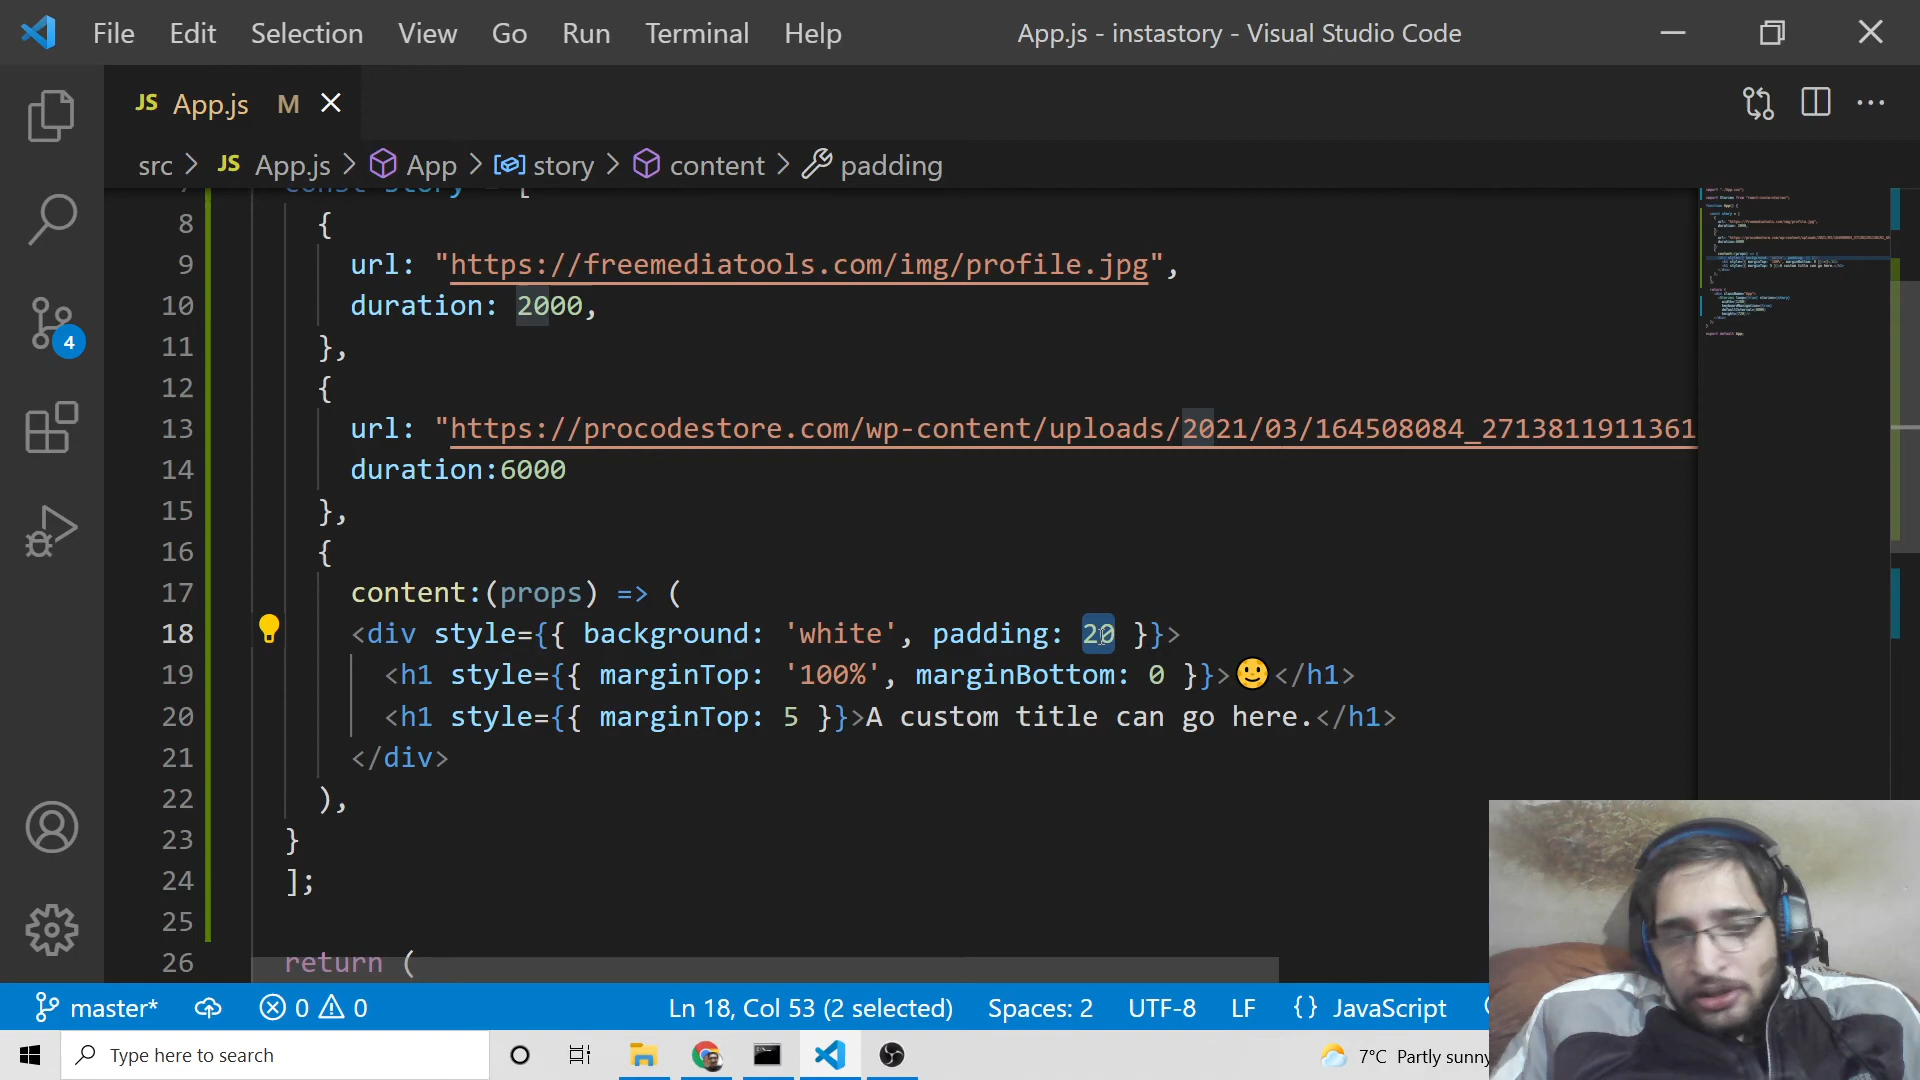 File Edit Selection View Go Run Terminal Help App.js - instastory - Visual Studio Code
JS App.js M
src > JS App.js > App > story > content > padding
8 {
9 url: "https://freemediatools.com/img/profile.jpg",
10 duration: 2000,
11 },
12 {
13 url: "https://procodestore.com/wp-content/uploads/2021/03/164508084_2713811911361
14 duration:6000
15 },
16 {
17 content:(props) => (
18 <div style={{ background: 'white', padding: 20 }}>
19 <h1 style={{ marginTop: '100%', marginBottom: 0 }}>🙂</h1>
20 <h1 style={{ marginTop: 5 }}>A custom title can go here.</h1>
21 </div>
22 ),
23 }
24 ];
25
26 return (
4
master* 0 0 Ln 18, Col 53 (2 selected) Spaces: 2 UTF-8 LF {} JavaScript
Type here to search 7°C Partly sunny